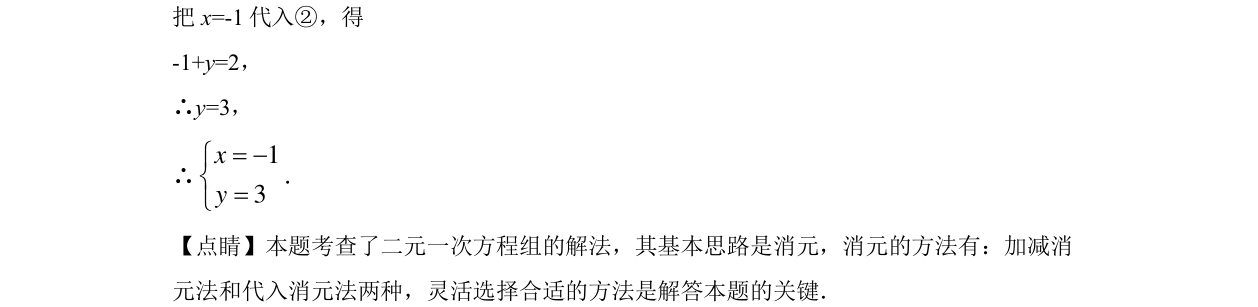 把 x=-1 代入②，得
-1+y=2，
∴y=3，
∴{x=−1
y=3.
【点睛】本题考查了二元一次方程组的解法，其基本思路是消元，消元的方法有：加减消
元法和代入消元法两种，灵活选择合适的方法是解答本题的关键．